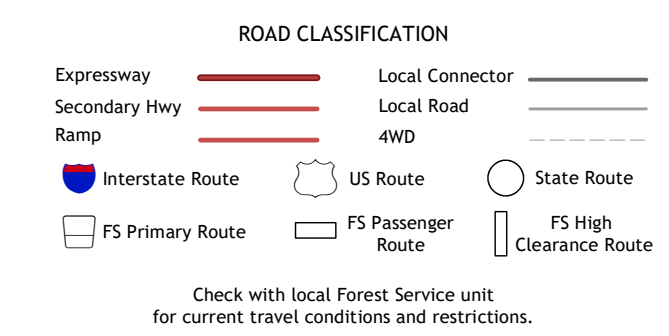 ROAD CLASSIFICATION
Expressway
Local Connector
Secondary Hwy
Local Road
Ramp
4WD
Interstate Route
US Route
State Route
FS Primary Route
FS Passenger
Route
FS High
Clearance Route
Check with local Forest Service unit
for current travel conditions and restrictions.